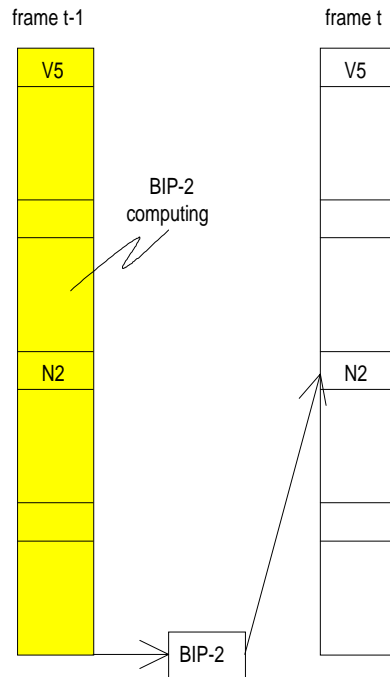 frame t-1
frame t
V5
V5
BIP-2
computing
N2
N2
BIP-2